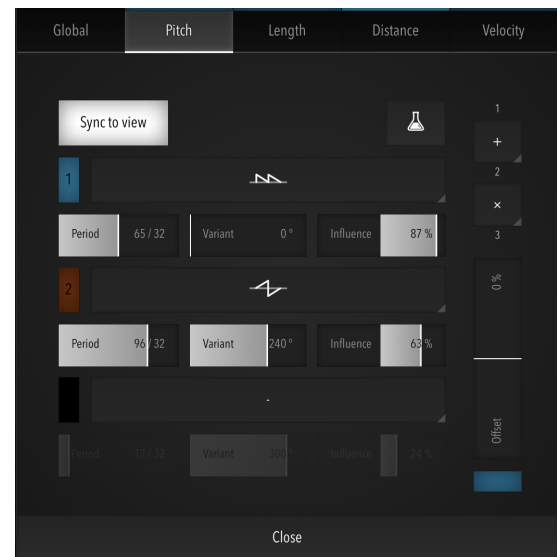 Global Pitch Length Distance Velocity
Sync to view
1
+
2
×
3
1
Period 65 / 32 Variant 0 ° Influence 87 %
2
Period 96 / 32 Variant 240 ° Influence 63 %
-
Period 12 / 32 Variant 300 Influence 24 %
0 %
Offset
Close